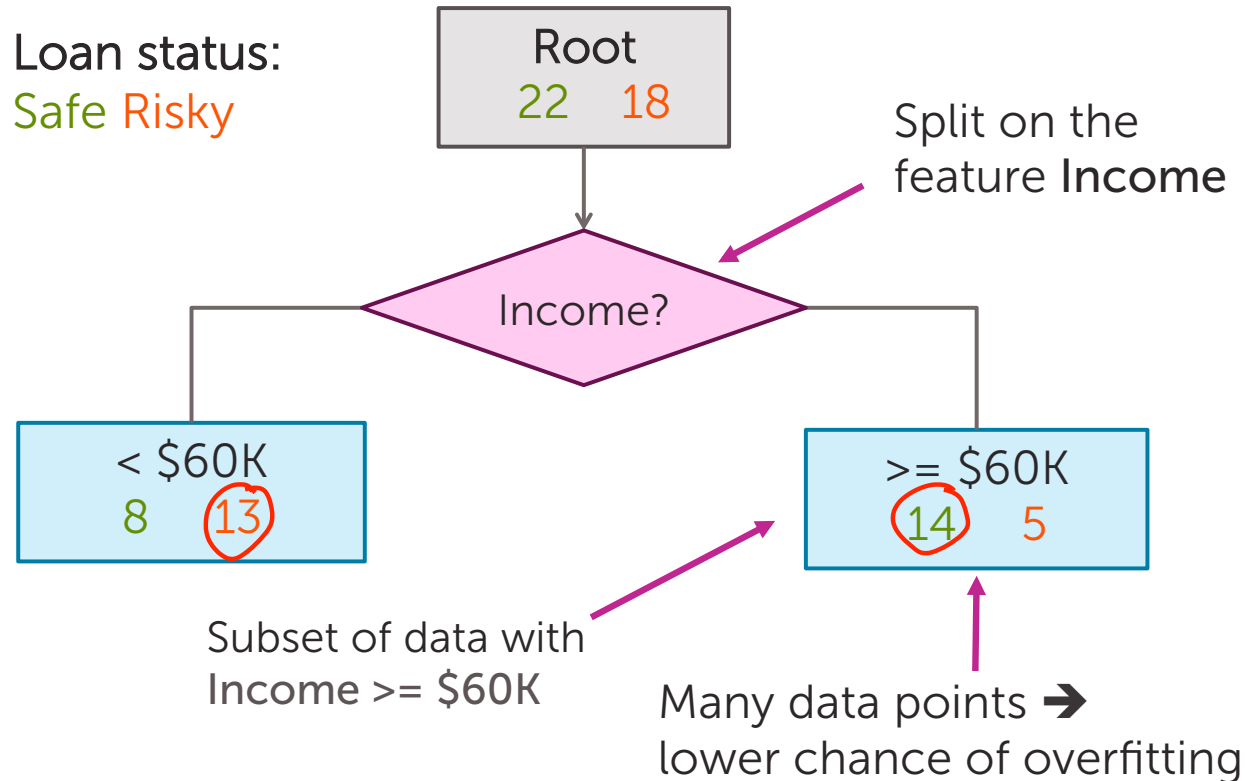 Loan status:
Safe Risky
Root
22 18
Split on the
feature Income
Income?
< $60K
8 13
>= $60K
14 5
Subset of data with
Income >= $60K
Many data points ➔
lower chance of overfitting